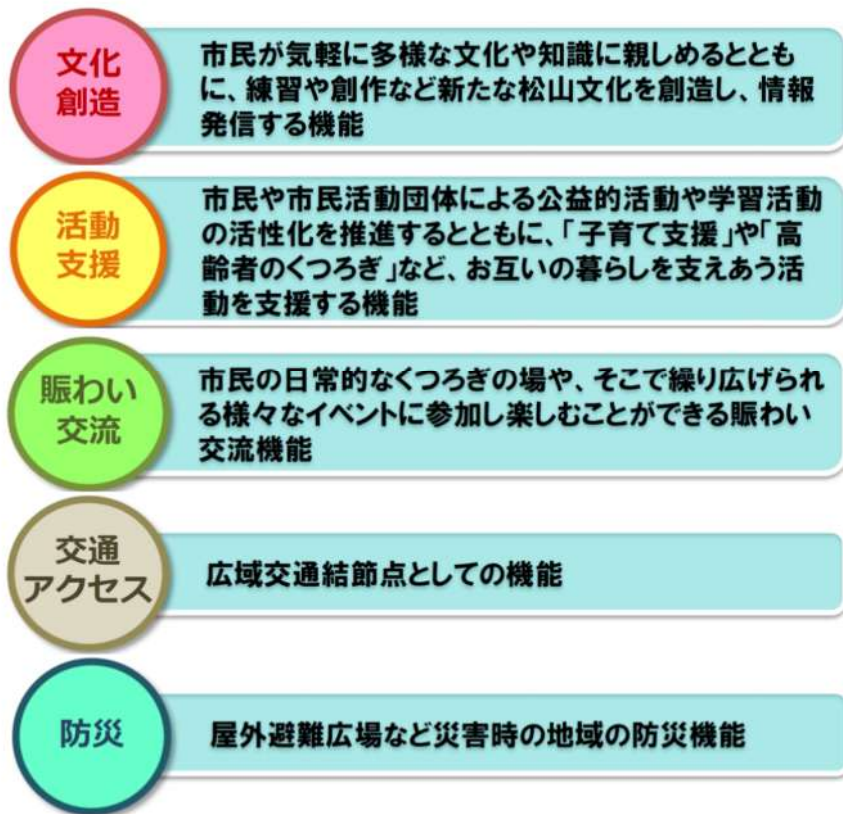 文化
創造
市民が気軽に多様な文化や知識に親しめるととも
に、練習や創作など新たな松山文化を創造し、情報
発信する機能
活動
支援
市民や市民活動団体による公益的活動や学習活動
の活性化を推進するとともに、「子育て支援」や「高
齢者のくつろぎ」など、お互いの暮らしを支えあう活
動を支援する機能
賑わい
交流
市民の日常的なくつろぎの場や、そこで繰り広げられ
る様々なイベントに参加し楽しむことができる賑わい
交流機能
交通
アクセス
広域交通結節点としての機能
防災
屋外避難広場など災害時の地域の防災機能